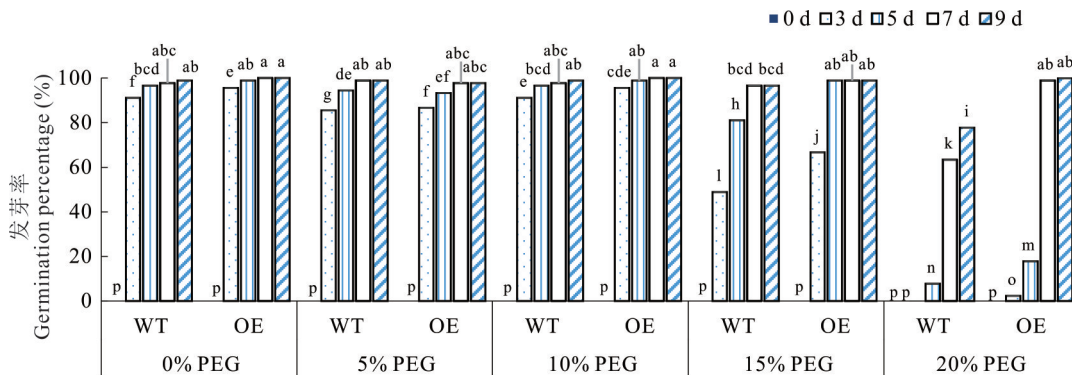 0 d 3 d 5 d 7 d 9 d
发芽率
Germination percentage (%)
100
80
60
40
20
0
p f bcd abc ab
p e ab a a
p g de ab ab
p f ef abc abc
p e bcd abc ab
p cde ab a a
p l h bcd bcd
p j ab ab ab
p p n k i
p o m ab ab
WT OE WT OE WT OE WT OE WT OE
0% PEG 5% PEG 10% PEG 15% PEG 20% PEG